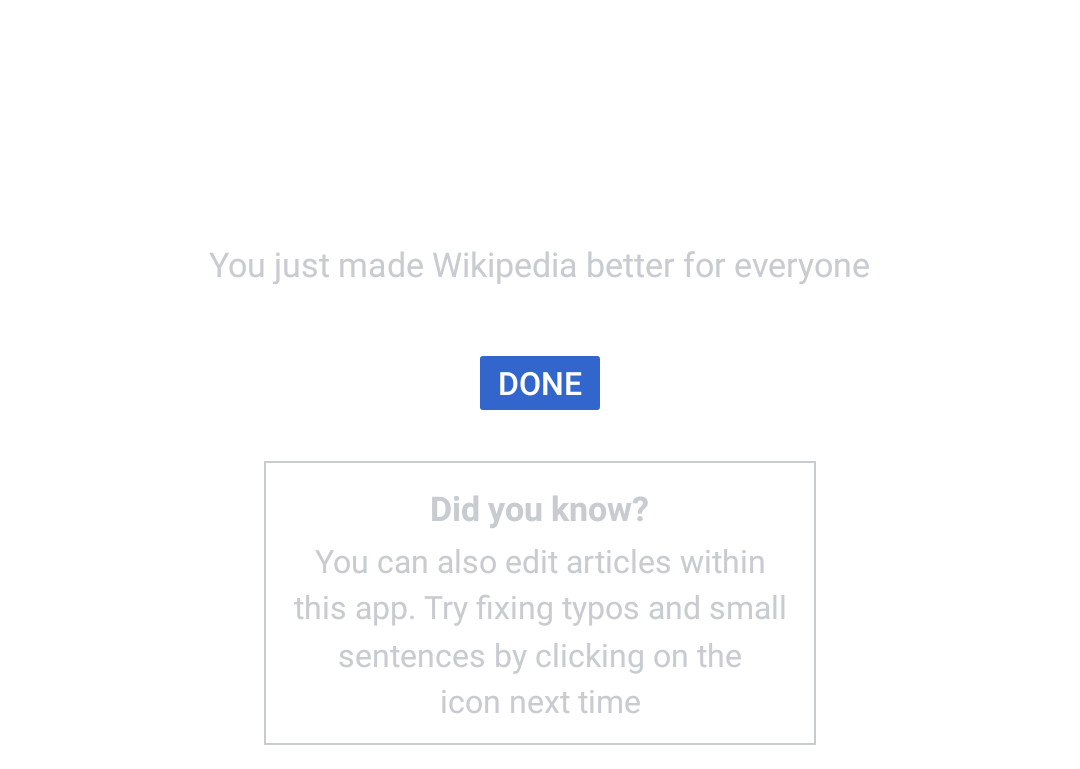 You just made Wikipedia better for everyone
DONE
Did you know?
You can also edit articles within
this app. Try fixing typos and small
sentences by clicking on the
icon next time